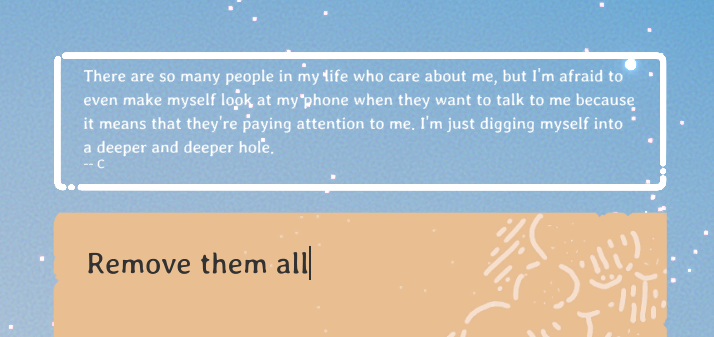 There are so many people in my life who care about me, but I'm afraid to
even make myself look at my phone when they want to talk to me because
it means that they're paying attention to me. I'm just digging myself into
a deeper and deeper hole.
-- C
Remove them all